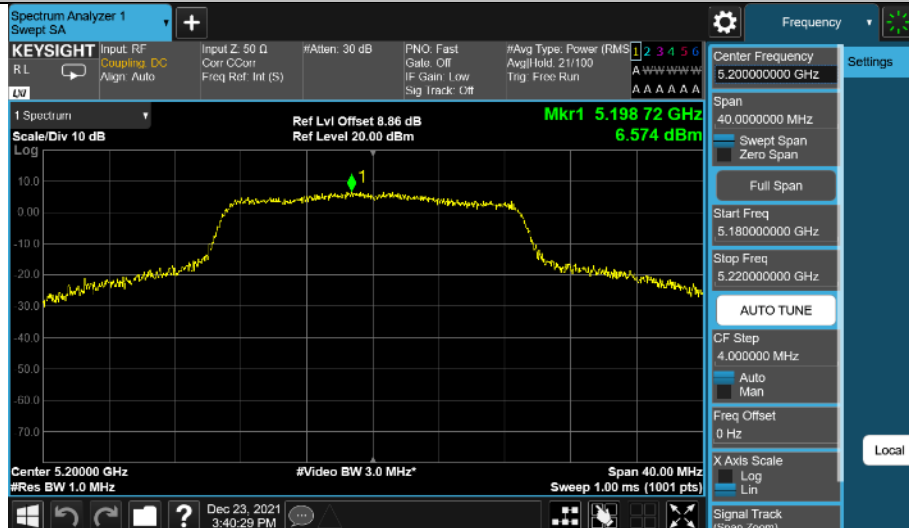 Spectrum Analyzer 1
Swept SA
Frequency
KEYSIGHT
RL
LXI
Input: RF
Coupling: DC
Align: Auto
Input Z: 50 Ω
Corr CCorr
Freq Ref: Int (S)
#Atten: 30 dB
PNO: Fast
Gate: Off
IF Gain: Low
Sig Track: Off
#Avg Type: Power (RMS
Avg|Hold: 21/100
Trig: Free Run
1 2 3 4 5 6
A W W W W W
A A A A A A
1 Spectrum
Scale/Div 10 dB
Log
Ref Lvl Offset 8.86 dB
Ref Level 20.00 dBm
Mkr1 5.198 72 GHz
6.574 dBm
1
10.0
0.00
-10.0
-20.0
-30.0
-50.0
-60.0
-70.0
Center 5.20000 GHz
#Res BW 1.0 MHz
#Video BW 3.0 MHz*
Span 40.00 MHz
Sweep 1.00 ms (1001 pts)
?
Dec 23, 2021
3:40:29 PM
Center Frequency
5.200000000 GHz
Span
40.0000000 MHz
Swept Span
Zero Span
Full Span
Start Freq
5.180000000 GHz
Stop Freq
5.220000000 GHz
AUTO TUNE
CF Step
4.000000 MHz
Auto
Man
Freq Offset
0 Hz
X Axis Scale
Log
Lin
Signal Track
(Span Zoom)
Settings
Local